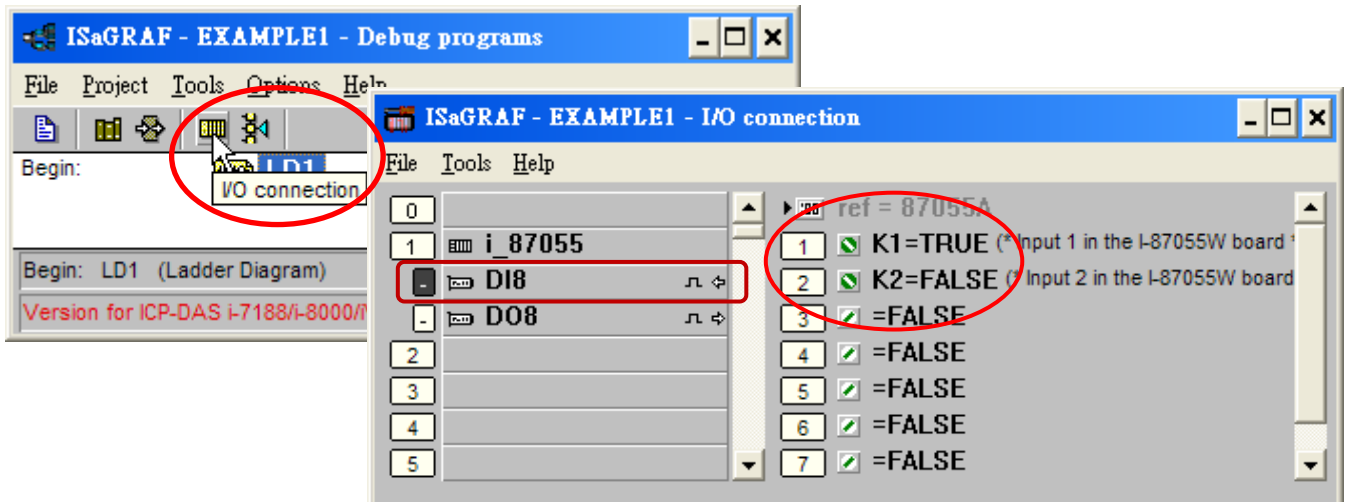 ISaGRAF - EXAMPLE1 - Debug programs
File Project Tools Options Help
Begin: LD1
I/O connection
Begin: LD1 (Ladder Diagram)
Version for ICP-DAS i-7188/i-8000/
ISaGRAF - EXAMPLE1 - I/O connection
File Tools Help
0
1 i_87055
- DI8
- DO8
2
3
4
5
ref = 87055A
1 K1=TRUE (* Input 1 in the I-87055W board *
2 K2=FALSE (* Input 2 in the I-87055W board
3 =FALSE
4 =FALSE
5 =FALSE
6 =FALSE
7 =FALSE